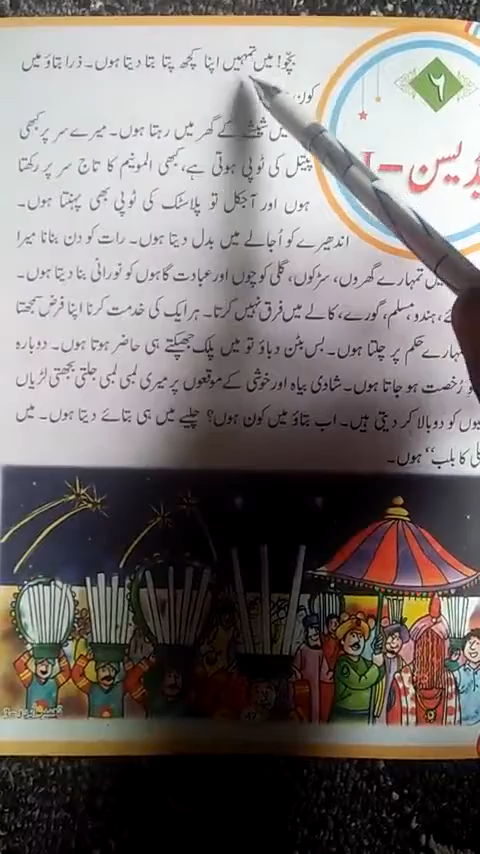 ۶
ڈیسن - I
بچّو! میں تمہیں اپنا کچھ پتا بتا دیتا ہوں۔ ذرا بتاؤ میں
کون
میں شیشے کے گھر میں رہتا ہوں۔ میرے سر پر کبھی
پیتل کی ٹوپی ہوتی ہے، کبھی المونیم کا تاج سر پر رکھتا
ہوں اور آجکل تو پلاسٹک کی ٹوپی بھی پہنتا ہوں۔
اندھیرے کو اُجالے میں بدل دیتا ہوں۔ رات کو دن بنانا میرا
میں تمہارے گھروں، سڑکوں، گلی کوچوں اور عبادت گاہوں کو نورانی بنا دیتا ہوں۔
ہندو، مسلم، گورے، کالے میں فرق نہیں کرتا۔ ہر ایک کی خدمت کرنا اپنا فرض سمجھتا
تمہارے حکم پر چلتا ہوں۔ بس بٹن دباؤ تو میں پلک جھپکتے ہی حاضر ہوتا ہوں۔ دوبارہ
رُخصت ہو جاتا ہوں۔ شادی بیاہ اور خوشی کے موقعوں پر میری لمبی لمبی جلتی بجھتی لڑیاں
کو دوبالا کر دیتی ہیں۔ اب بتاؤ میں کون ہوں؟ چلیے میں ہی بتائے دیتا ہوں۔ میں
کا بلب“ ہوں۔